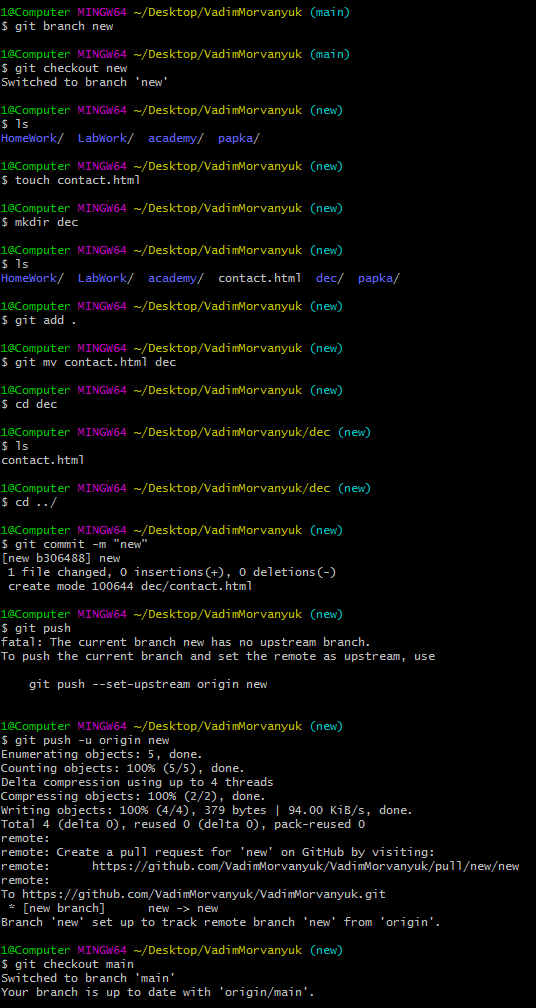 1@Computer MINGW64 ~/Desktop/VadimMorvanyuk (main)
$ git branch new
1@Computer MINGW64 ~/Desktop/VadimMorvanyuk (main)
$ git checkout new
Switched to branch 'new'
1@Computer MINGW64 ~/Desktop/VadimMorvanyuk (new)
$ ls
HomeWork/  LabWork/  academy/  papka/
1@Computer MINGW64 ~/Desktop/VadimMorvanyuk (new)
$ touch contact.html
1@Computer MINGW64 ~/Desktop/VadimMorvanyuk (new)
$ mkdir dec
1@Computer MINGW64 ~/Desktop/VadimMorvanyuk (new)
$ ls
HomeWork/  LabWork/  academy/  contact.html  dec/  papka/
1@Computer MINGW64 ~/Desktop/VadimMorvanyuk (new)
$ git add .
1@Computer MINGW64 ~/Desktop/VadimMorvanyuk (new)
$ git mv contact.html dec
1@Computer MINGW64 ~/Desktop/VadimMorvanyuk (new)
$ cd dec
1@Computer MINGW64 ~/Desktop/VadimMorvanyuk/dec (new)
$ ls
contact.html
1@Computer MINGW64 ~/Desktop/VadimMorvanyuk/dec (new)
$ cd ../
1@Computer MINGW64 ~/Desktop/VadimMorvanyuk (new)
$ git commit -m "new"
[new b306488] new
 1 file changed, 0 insertions(+), 0 deletions(-)
 create mode 100644 dec/contact.html
1@Computer MINGW64 ~/Desktop/VadimMorvanyuk (new)
$ git push
fatal: The current branch new has no upstream branch.
To push the current branch and set the remote as upstream, use
    git push --set-upstream origin new
1@Computer MINGW64 ~/Desktop/VadimMorvanyuk (new)
$ git push -u origin new
Enumerating objects: 5, done.
Counting objects: 100% (5/5), done.
Delta compression using up to 4 threads
Compressing objects: 100% (2/2), done.
Writing objects: 100% (4/4), 379 bytes | 94.00 KiB/s, done.
Total 4 (delta 0), reused 0 (delta 0), pack-reused 0
remote:
remote: Create a pull request for 'new' on GitHub by visiting:
remote:      https://github.com/VadimMorvanyuk/VadimMorvanyuk/pull/new/new
remote:
To https://github.com/VadimMorvanyuk/VadimMorvanyuk.git
 * [new branch]      new -> new
Branch 'new' set up to track remote branch 'new' from 'origin'.
1@Computer MINGW64 ~/Desktop/VadimMorvanyuk (new)
$ git checkout main
Switched to branch 'main'
Your branch is up to date with 'origin/main'.